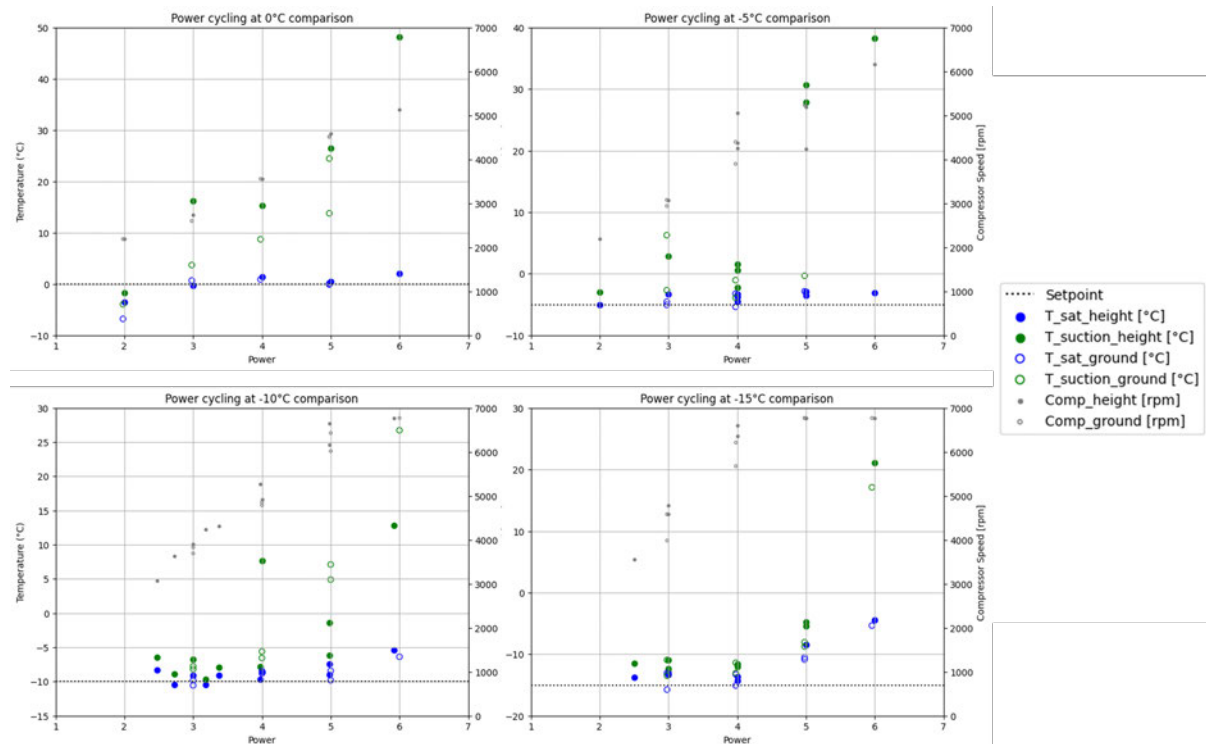 Power cycling at 0°C comparison
Temperature (°C)
50
40
30
20
10
0
−10
7000
6000
5000
4000
3000
2000
1000
0
1 2 3 4 5 6 7
Power
Power cycling at -5°C comparison
40
30
20
10
0
−10
7000
6000
5000
4000
3000
2000
1000
0
Compressor Speed [rpm]
1 2 3 4 5 6 7
Power
Power cycling at -10°C comparison
Temperature (°C)
30
25
20
15
10
5
0
−5
−10
−15
7000
6000
5000
4000
3000
2000
1000
0
1 2 3 4 5 6 7
Power
Power cycling at -15°C comparison
30
20
10
0
−10
−20
7000
6000
5000
4000
3000
2000
1000
0
Compressor Speed [rpm]
1 2 3 4 5 6 7
Power
Setpoint
T_sat_height [°C]
T_suction_height [°C]
T_sat_ground [°C]
T_suction_ground [°C]
Comp_height [rpm]
Comp_ground [rpm]